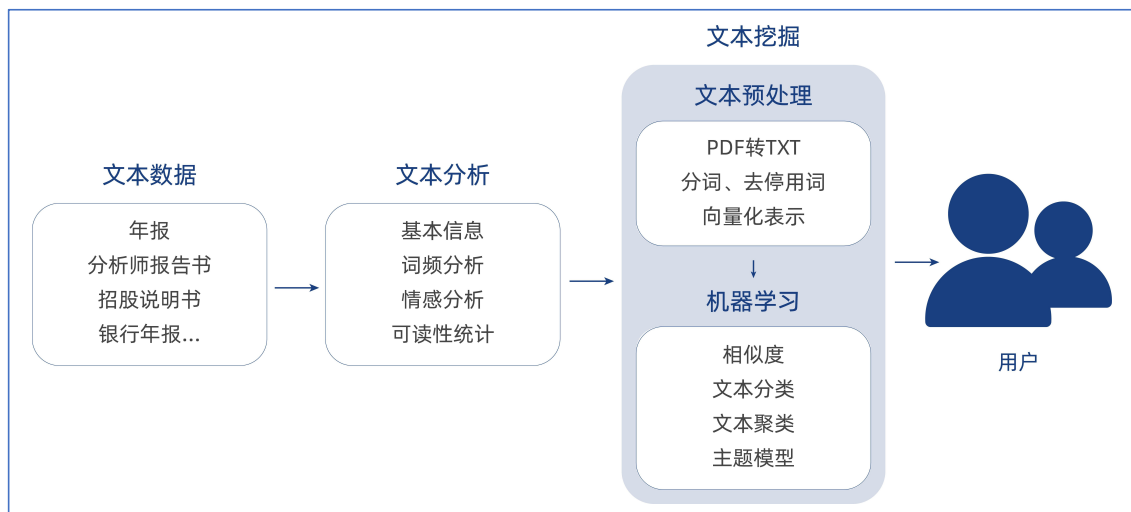 文本数据
年报
分析师报告书
招股说明书
银行年报...
文本分析
基本信息
词频分析
情感分析
可读性统计
文本挖掘
文本预处理
PDF转TXT
分词、去停用词
向量化表示
机器学习
相似度
文本分类
文本聚类
主题模型
用户